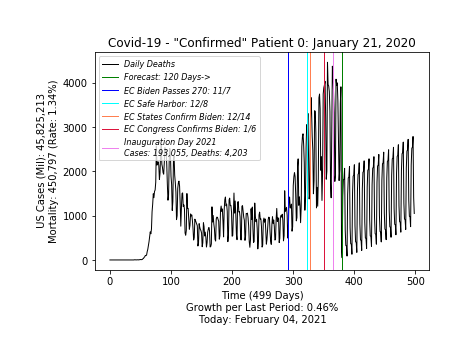 Covid-19 - "Confirmed" Patient 0: January 21, 2020
Daily Deaths
Forecast: 120 Days->
EC Biden Passes 270: 11/7
EC Safe Harbor: 12/8
EC States Confirm Biden: 12/14
EC Congress Confirms Biden: 1/6
Inauguration Day 2021
Cases: 193,055, Deaths: 4,203
US Cases (Mil): 45,825,213
Mortality: 450,797 (Rate: 1.34%)
4000
3000
2000
1000
0
0 100 200 300 400 500
Time (499 Days)
Growth per Last Period: 0.46%
Today: February 04, 2021